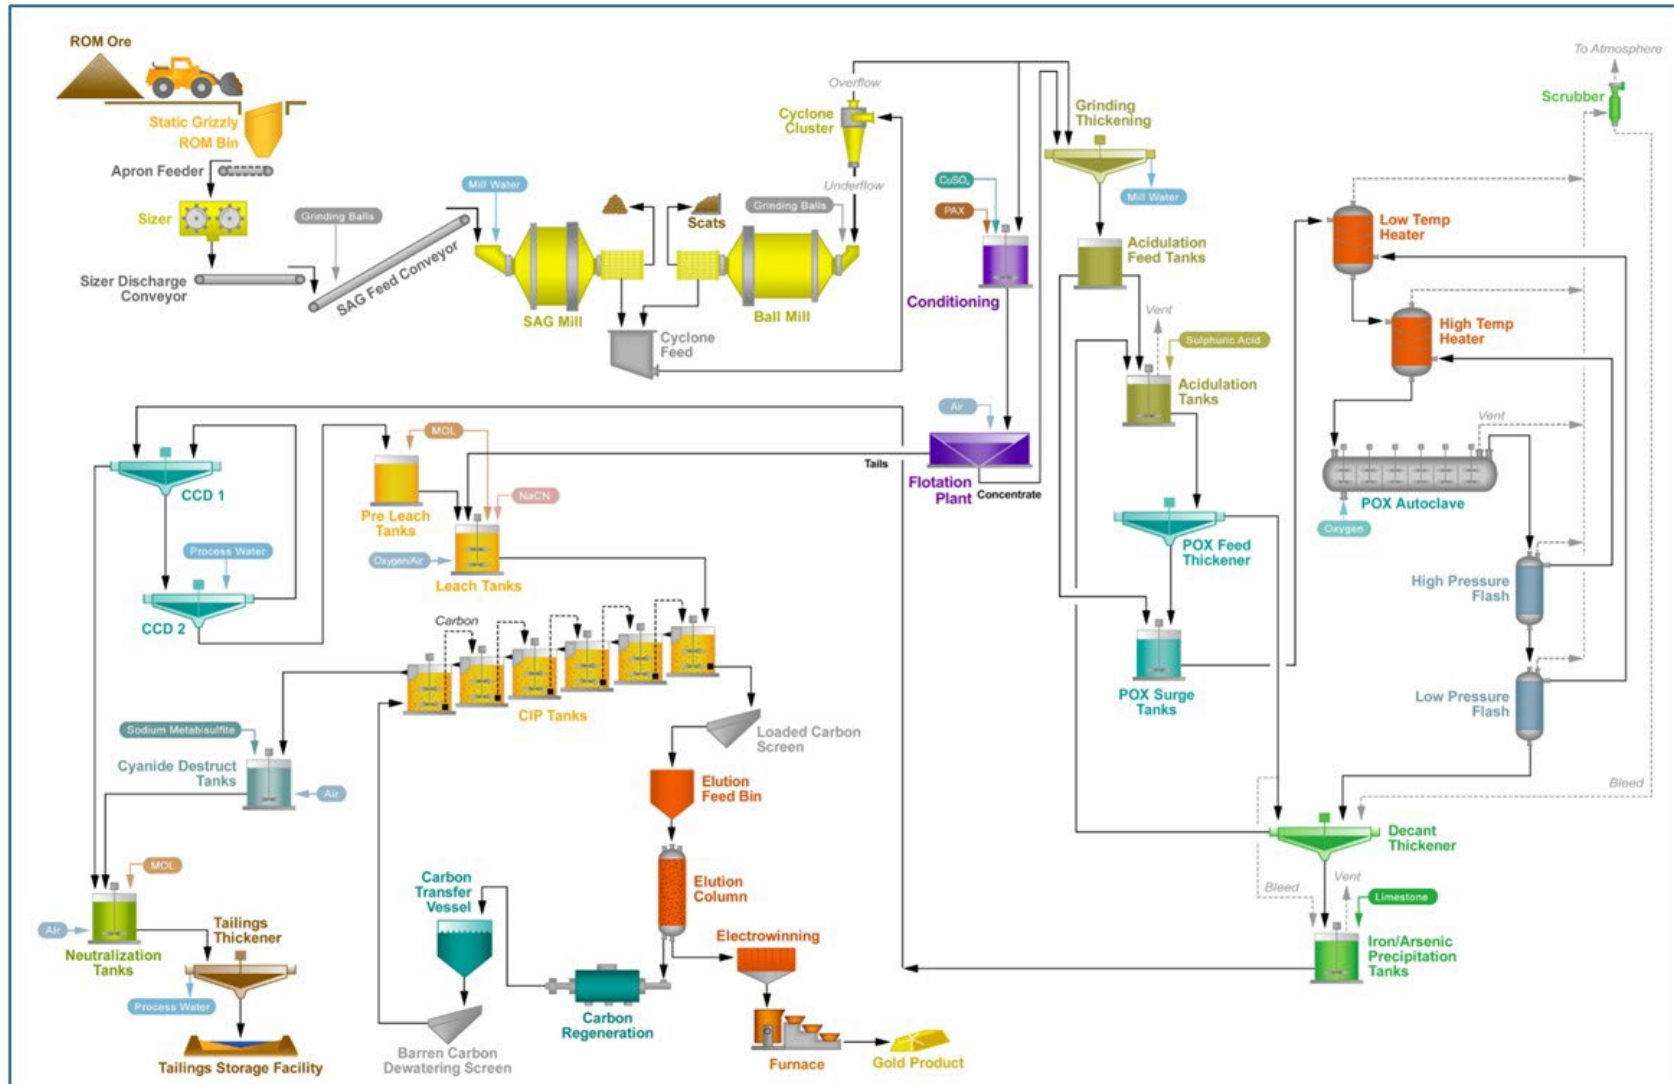 ROM Ore
Static Grizzly
ROM Bin
Apron Feeder
Sizer
Grinding Balls
Sizer Discharge
Conveyor
SAG Feed Conveyor
Mill Water
SAG Mill
Scats
Cyclone
Feed
Ball Mill
Grinding Balls
Underflow
Cyclone
Cluster
Overflow
CuSO₄
PAX
Conditioning
Grinding
Thickening
Mill Water
Acidulation
Feed Tanks
Vent
Sulphuric Acid
Acidulation
Tanks
To Atmosphere
Scrubber
Low Temp
Heater
High Temp
Heater
Vent
POX Autoclave
Oxygen
High Pressure
Flash
Low Pressure
Flash
Bleed
Air
Tails
Flotation
Plant
Concentrate
POX Feed
Thickener
POX Surge
Tanks
Decant
Thickener
Bleed
Vent
Limestone
Iron/Arsenic
Precipitation
Tanks
CCD 1
Process Water
CCD 2
MOL
Pre Leach
Tanks
NaCN
Oxygen/Air
Leach Tanks
Carbon
CIP Tanks
Loaded Carbon
Screen
Sodium Metabisulfite
Cyanide Destruct
Tanks
Air
Elution
Feed Bin
Elution
Column
Carbon
Transfer
Vessel
Electrowinning
MOL
Air
Neutralization
Tanks
Tailings
Thickener
Process Water
Tailings Storage Facility
Barren Carbon
Dewatering Screen
Carbon
Regeneration
Furnace
Gold Product